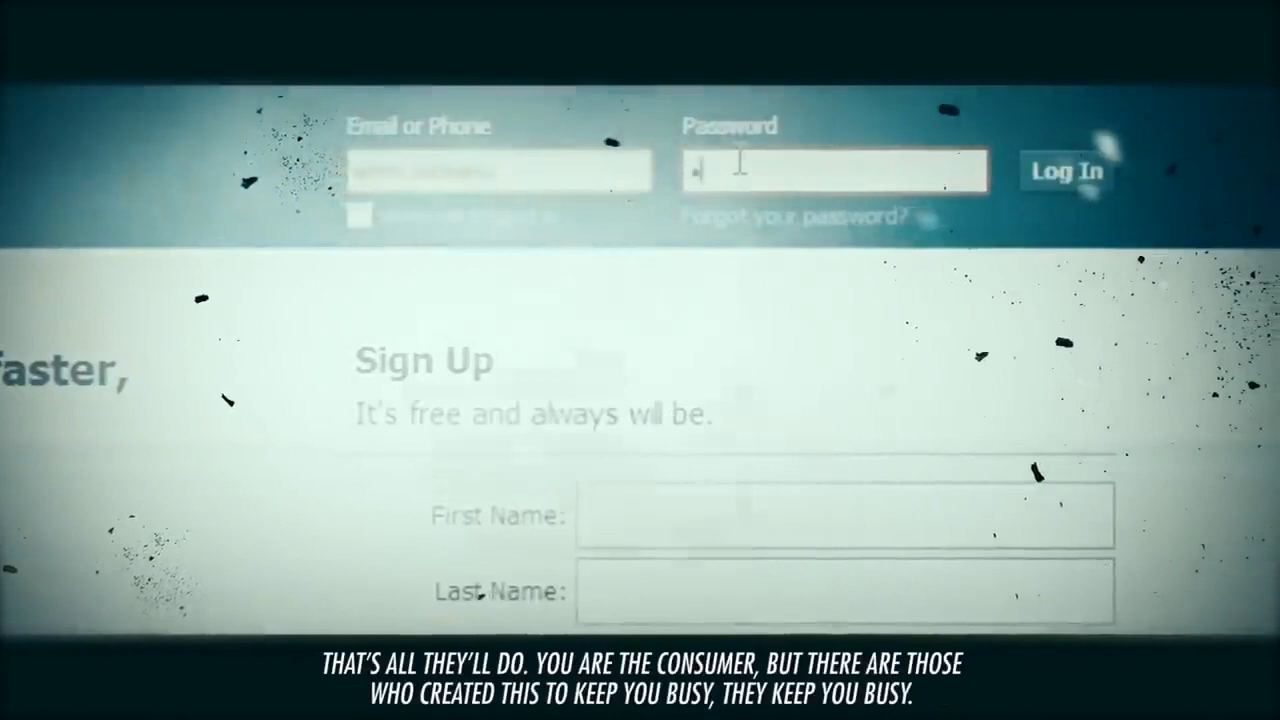 Email or Phone
Password
Log In
Forgot your password?
faster,
Sign Up
It's free and always will be.
First Name:
Last Name:
THAT'S ALL THEY'LL DO. YOU ARE THE CONSUMER, BUT THERE ARE THOSE
WHO CREATED THIS TO KEEP YOU BUSY, THEY KEEP YOU BUSY.